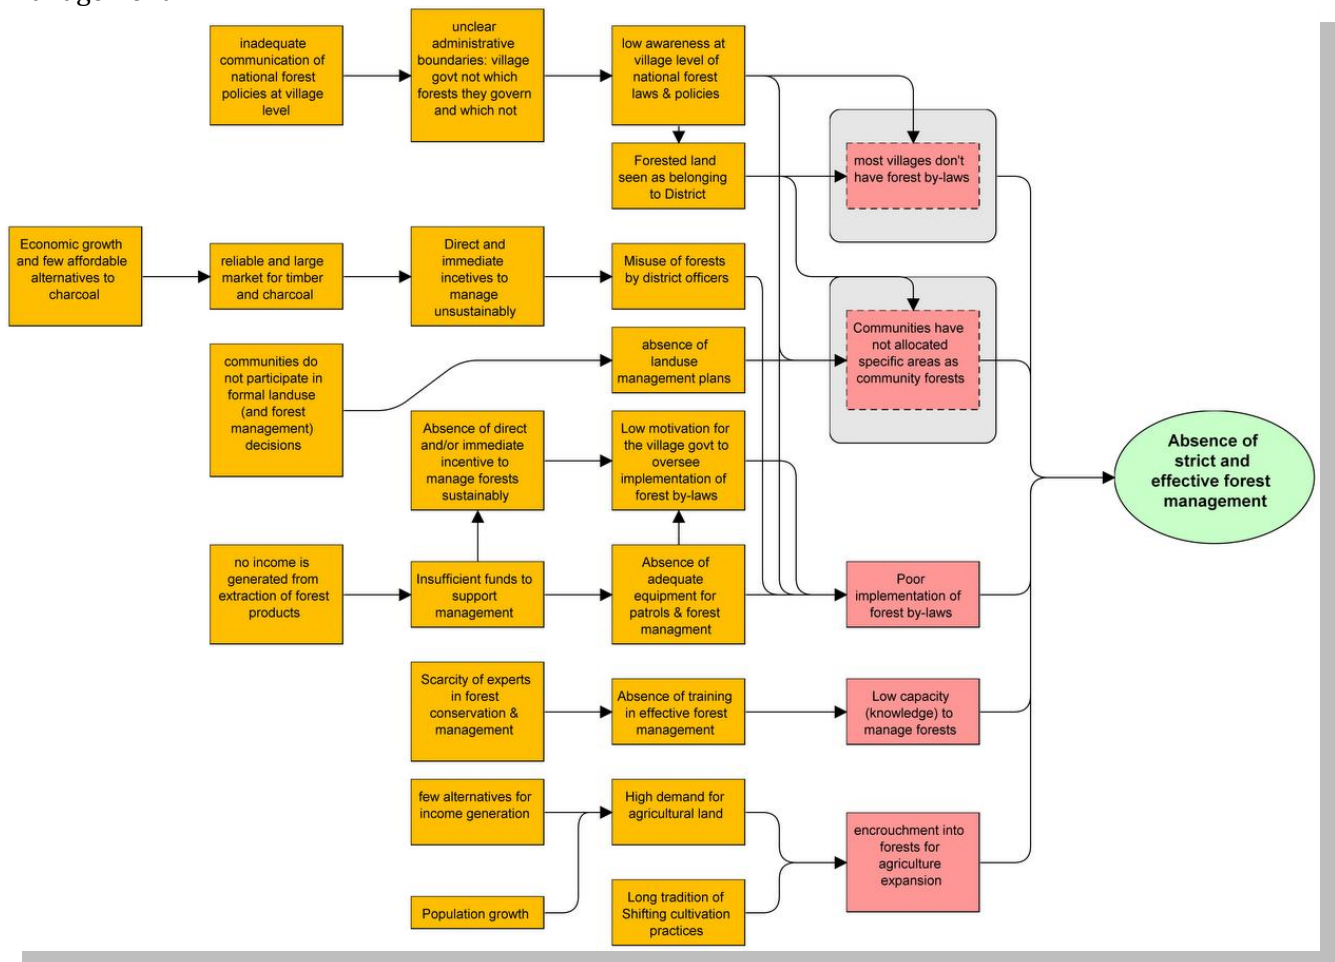 inadequate
communication of
national forest
policies at village
level
unclear
administrative
boundaries: village
govt not which
forests they govern
and which not
low awareness at
village level of
national forest
laws & policies
Forested land
seen as belonging
to District
most villages don't
have forest by-laws
Economic growth
and few affordable
alternatives to
charcoal
reliable and large
market for timber
and charcoal
Direct and
immediate
incetives to
manage
unsustainably
Misuse of forests
by district officers
communities do
not participate in
formal landuse
(and forest
management)
decisions
absence of
landuse
management plans
Communities have
not allocated
specific areas as
community forests
Absence of direct
and/or immediate
incentive to
manage forests
sustainably
Low motivation for
the village govt to
oversee
implementation of
forest by-laws
Absence of
strict and
effective forest
management
no income is
generated from
extraction of forest
products
Insufficient funds to
support
management
Absence of
adequate
equipment for
patrols & forest
managment
Poor
implementation of
forest by-laws
Scarcity of experts
in forest
conservation &
management
Absence of training
in effective forest
management
Low capacity
(knowledge) to
manage forests
few alternatives for
income generation
High demand for
agricultural land
encrouchment into
forests for
agriculture
expansion
Population growth
Long tradition of
Shifting cultivation
practices